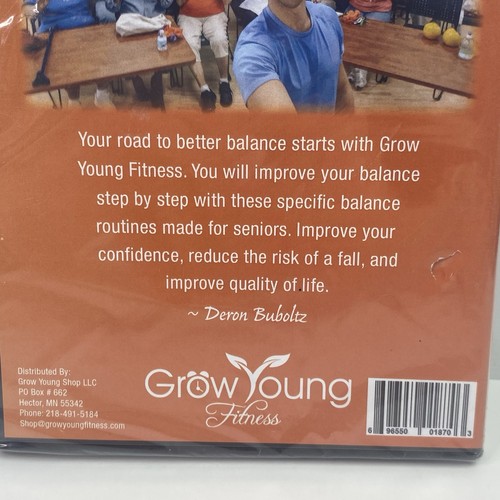 Your road to better balance starts with Grow
Young Fitness. You will improve your balance
step by step with these specific balance
routines made for seniors. Improve your
confidence, reduce the risk of a fall, and
improve quality of life.
~ Deron Buboltz
Distributed By:
Grow Young Shop LLC
PO Box # 662
Hector, MN 55342
Phone: 218-491-5184
Shop@growyoungfitness.com
Grow Young
Fitness
6 96550 01870 3